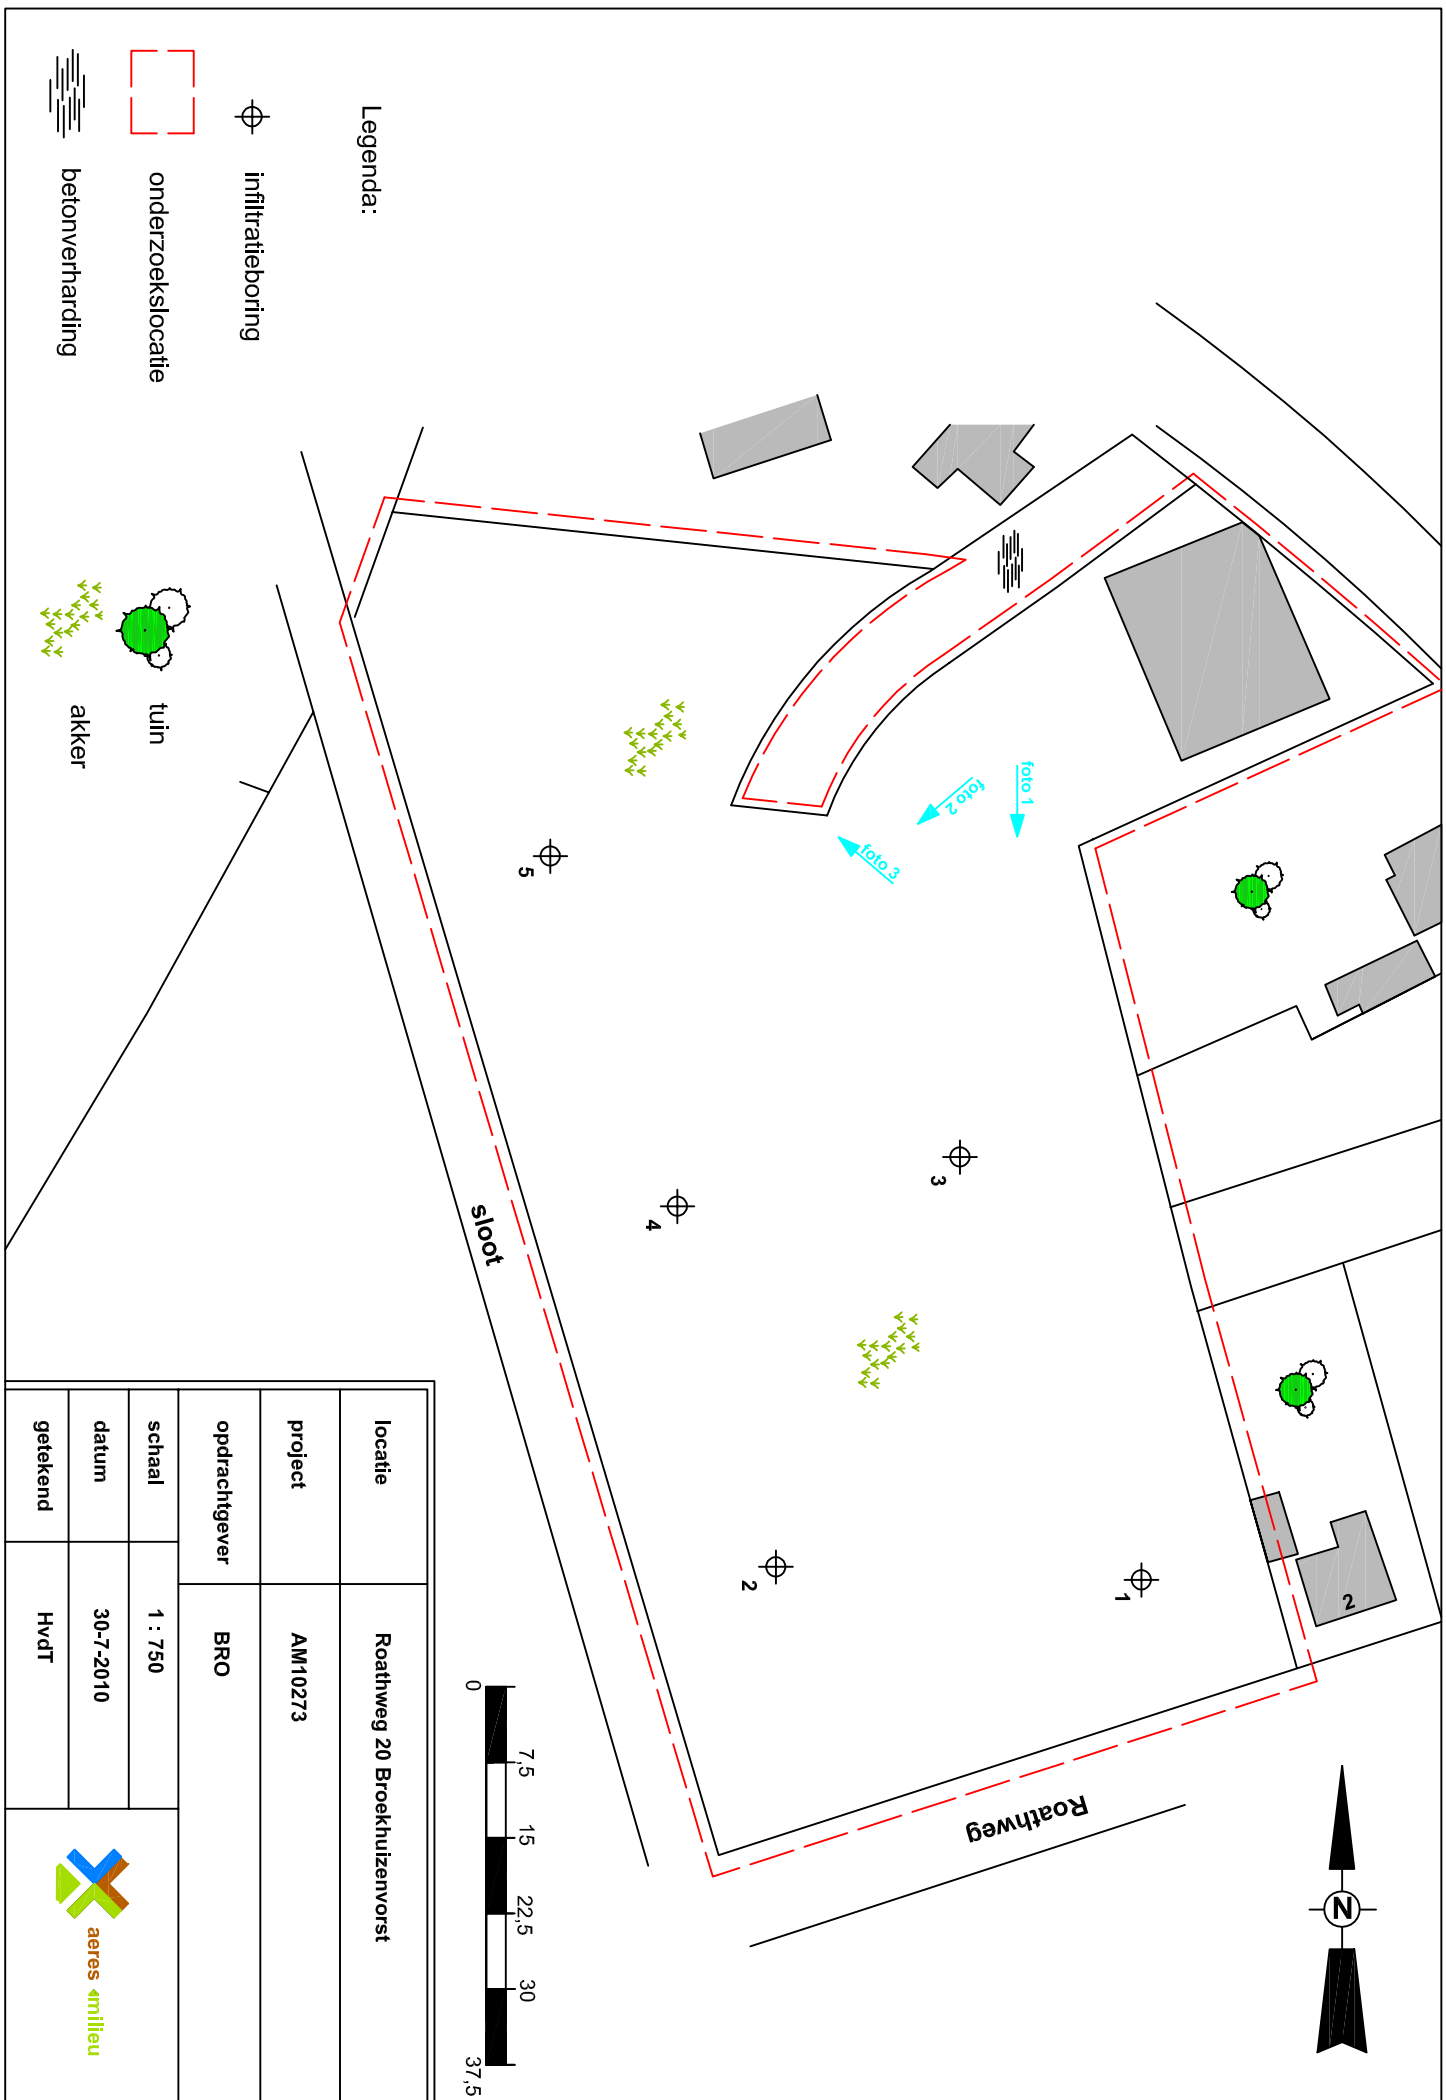 Legenda:
infiltratieboring
onderzoekslocatie
betonverharding
tuin
akker
foto 1
foto 2
foto 3
5
3
4
sloot
2
1
2
Roathweg
N
0 7,5 15 22,5 30 37,5
locatie Roathweg 20 Broekhuizenvorst
project AM10273
opdrachtgever BRO
schaal 1 : 750
datum 30-7-2010
getekend HvdT
aeres milieu